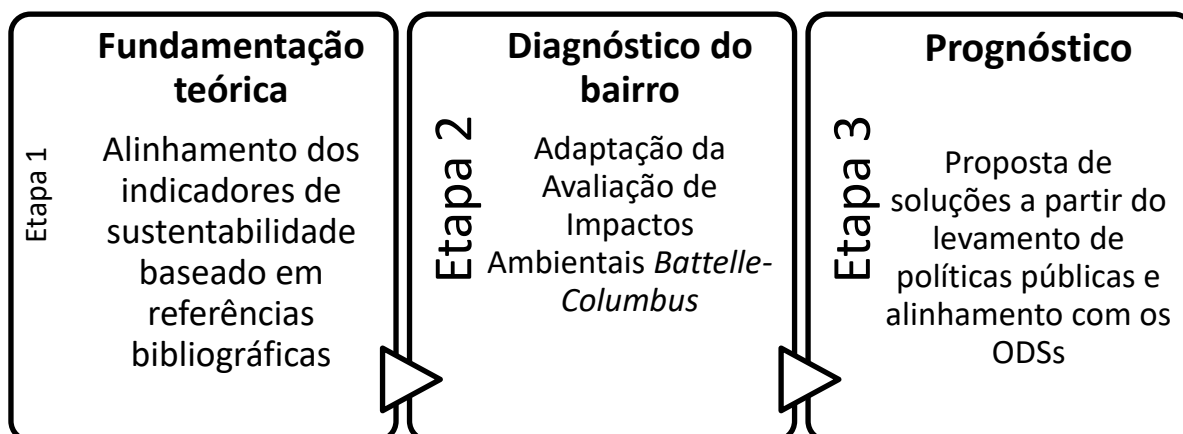 Etapa 1
Fundamentação
teórica
Alinhamento dos
indicadores de
sustentabilidade
baseado em
referências
bibliográficas
Etapa 2
Diagnóstico do
bairro
Adaptação da
Avaliação de
Impactos
Ambientais Battelle-
Columbus
Etapa 3
Prognóstico
Proposta de
soluções a partir do
levamento de
políticas públicas e
alinhamento com os
ODSs